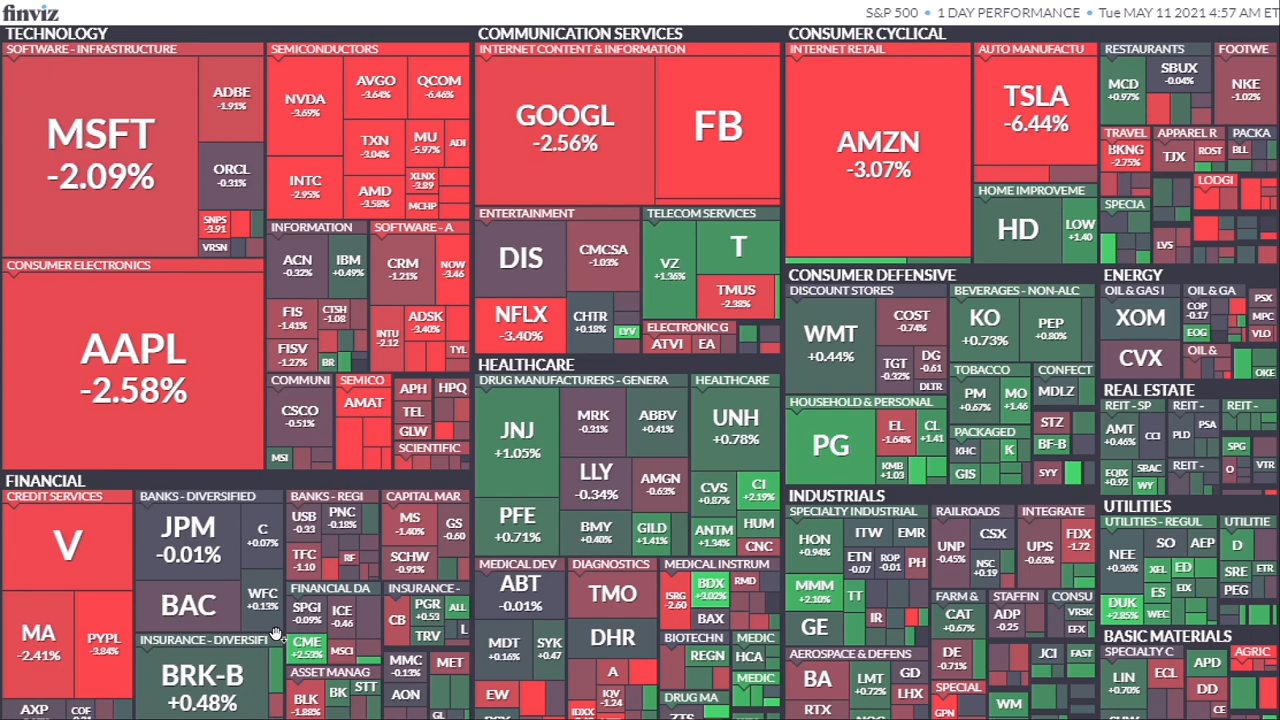 finviz
S&P 500 • 1 DAY PERFORMANCE • Tue MAY 11 2021 4:57 AM ET
TECHNOLOGY
SOFTWARE - INFRASTRUCTURE
MSFT
-2.09%
ADBE
-1.91%
ORCL
-0.31%
SNPS
-3.91
VRSN
SEMICONDUCTORS
NVDA
-3.69%
AVGO
-3.64%
QCOM
-6.46%
TXN
-3.04%
MU
-5.97%
ADI
INTC
-2.95%
AMD
-3.58%
XLNX
-3.89
MCHP
CONSUMER ELECTRONICS
AAPL
-2.58%
INFORMATION
ACN
-0.32%
IBM
+0.49%
FIS
-1.41%
CTSH
-1.08
FISV
-1.27%
BR
SOFTWARE - A
CRM
-1.21%
NOW
-3.46
INTU
-2.12
ADSK
-3.40%
TYL
COMMUNI
CSCO
-0.51%
MSI
SEMICO
AMAT
APH
HPQ
TEL
GLW
SCIENTIFIC
COMMUNICATION SERVICES
INTERNET CONTENT & INFORMATION
GOOGL
-2.56%
FB
ENTERTAINMENT
DIS
CMCSA
-1.03%
NFLX
-3.40%
CHTR
+0.18%
LYV
TELECOM SERVICES
VZ
+1.36%
T
TMUS
-2.38%
ELECTRONIC G
ATVI
EA
CONSUMER CYCLICAL
INTERNET RETAIL
AMZN
-3.07%
AUTO MANUFACTU
TSLA
-6.44%
HOME IMPROVEME
HD
LOW
+1.40
RESTAURANTS
MCD
+0.97%
SBUX
-0.04%
FOOTWE
NKE
-1.02%
TRAVEL
BKNG
-2.75%
APPAREL R
TJX
ROST
PACKA
BLL
LODGI
SPECIA
LVS
HEALTHCARE
DRUG MANUFACTURERS - GENERA
JNJ
+1.05%
MRK
-0.31%
ABBV
+0.41%
LLY
-0.34%
AMGN
-0.63%
PFE
+0.71%
BMY
+0.40%
GILD
+1.41%
HEALTHCARE
UNH
+0.78%
CVS
+0.87%
CI
+2.19%
ANTM
+1.34%
HUM
CNC
MEDICAL DEV
ABT
-0.01%
MDT
+0.16%
SYK
+0.47
EW
DIAGNOSTICS
TMO
DHR
A
IQV
-1.24
IDXX
MEDICAL INSTRUM
ISRG
-2.60
BDX
+3.02%
RMD
BAX
BIOTECHN
REGN
MEDIC
HCA
MEDIC
DRUG MA
ZTS
CONSUMER DEFENSIVE
DISCOUNT STORES
WMT
+0.44%
COST
-0.74%
TGT
-0.32%
DG
-0.61
DLTR
BEVERAGES - NON-ALC
KO
+0.73%
PEP
+0.80%
TOBACCO
PM
+0.67%
MO
+1.46
CONFECT
MDLZ
HOUSEHOLD & PERSONAL
PG
EL
-1.64%
CL
+1.41
KMB
+1.03
PACKAGED
KHC
K
GIS
STZ
BF-B
SYY
ENERGY
OIL & GAS I
XOM
CVX
OIL & GA
COP
-0.17
EOG
OIL &
PSX
MPC
VLO
OKE
REAL ESTATE
REIT - SP
AMT
+0.46%
CCI
EQIX
+0.92
SBAC
WY
REIT -
PLD
PSA
REIT -
REIT -
SPG
O
VTR
FINANCIAL
CREDIT SERVICES
V
MA
-2.41%
PYPL
-3.84%
AXP
COF
BANKS - DIVERSIFIED
JPM
-0.01%
C
+0.07%
BAC
WFC
+0.13%
INSURANCE - DIVERSIFI
BRK-B
+0.48%
BANKS - REGI
USB
-0.33
PNC
-0.18%
TFC
-1.10
RF
FINANCIAL DA
SPGI
-0.09%
ICE
-0.46
CME
+2.53%
MSCI
ASSET MANAG
BLK
-1.88%
BK
STT
CAPITAL MAR
MS
-1.40%
GS
-0.60
SCHW
-0.91%
INSURANCE -
CB
PGR
+0.53
ALL
TRV
L
MMC
-0.13%
MET
AON
GL
INDUSTRIALS
SPECIALTY INDUSTRIAL
HON
+0.94%
ITW
EMR
ETN
-0.07
ROP
-0.01
PH
MMM
+2.10%
TT
GE
IR
RAILROADS
UNP
-0.45%
CSX
NSC
+0.19
INTEGRATE
UPS
-0.63%
FDX
-1.72
FARM &
CAT
+0.67%
DE
-0.71%
STAFFIN
ADP
-0.25
CONSU
VRSK
EFX
AEROSPACE & DEFENS
BA
LMT
+0.72%
GD
LHX
RTX
NOC
SPECIAL
GPN
JCI
FAST
WM
UTILITIES
UTILITIES - REGUL
NEE
+0.36%
SO
AEP
XEL
ED
ES
EIX
DUK
+2.85%
WEC
UTILITIE
D
SRE
ETR
PEG
BASIC MATERIALS
SPECIALTY C
LIN
+0.70%
ECL
APD
DD
CE
AGRIC